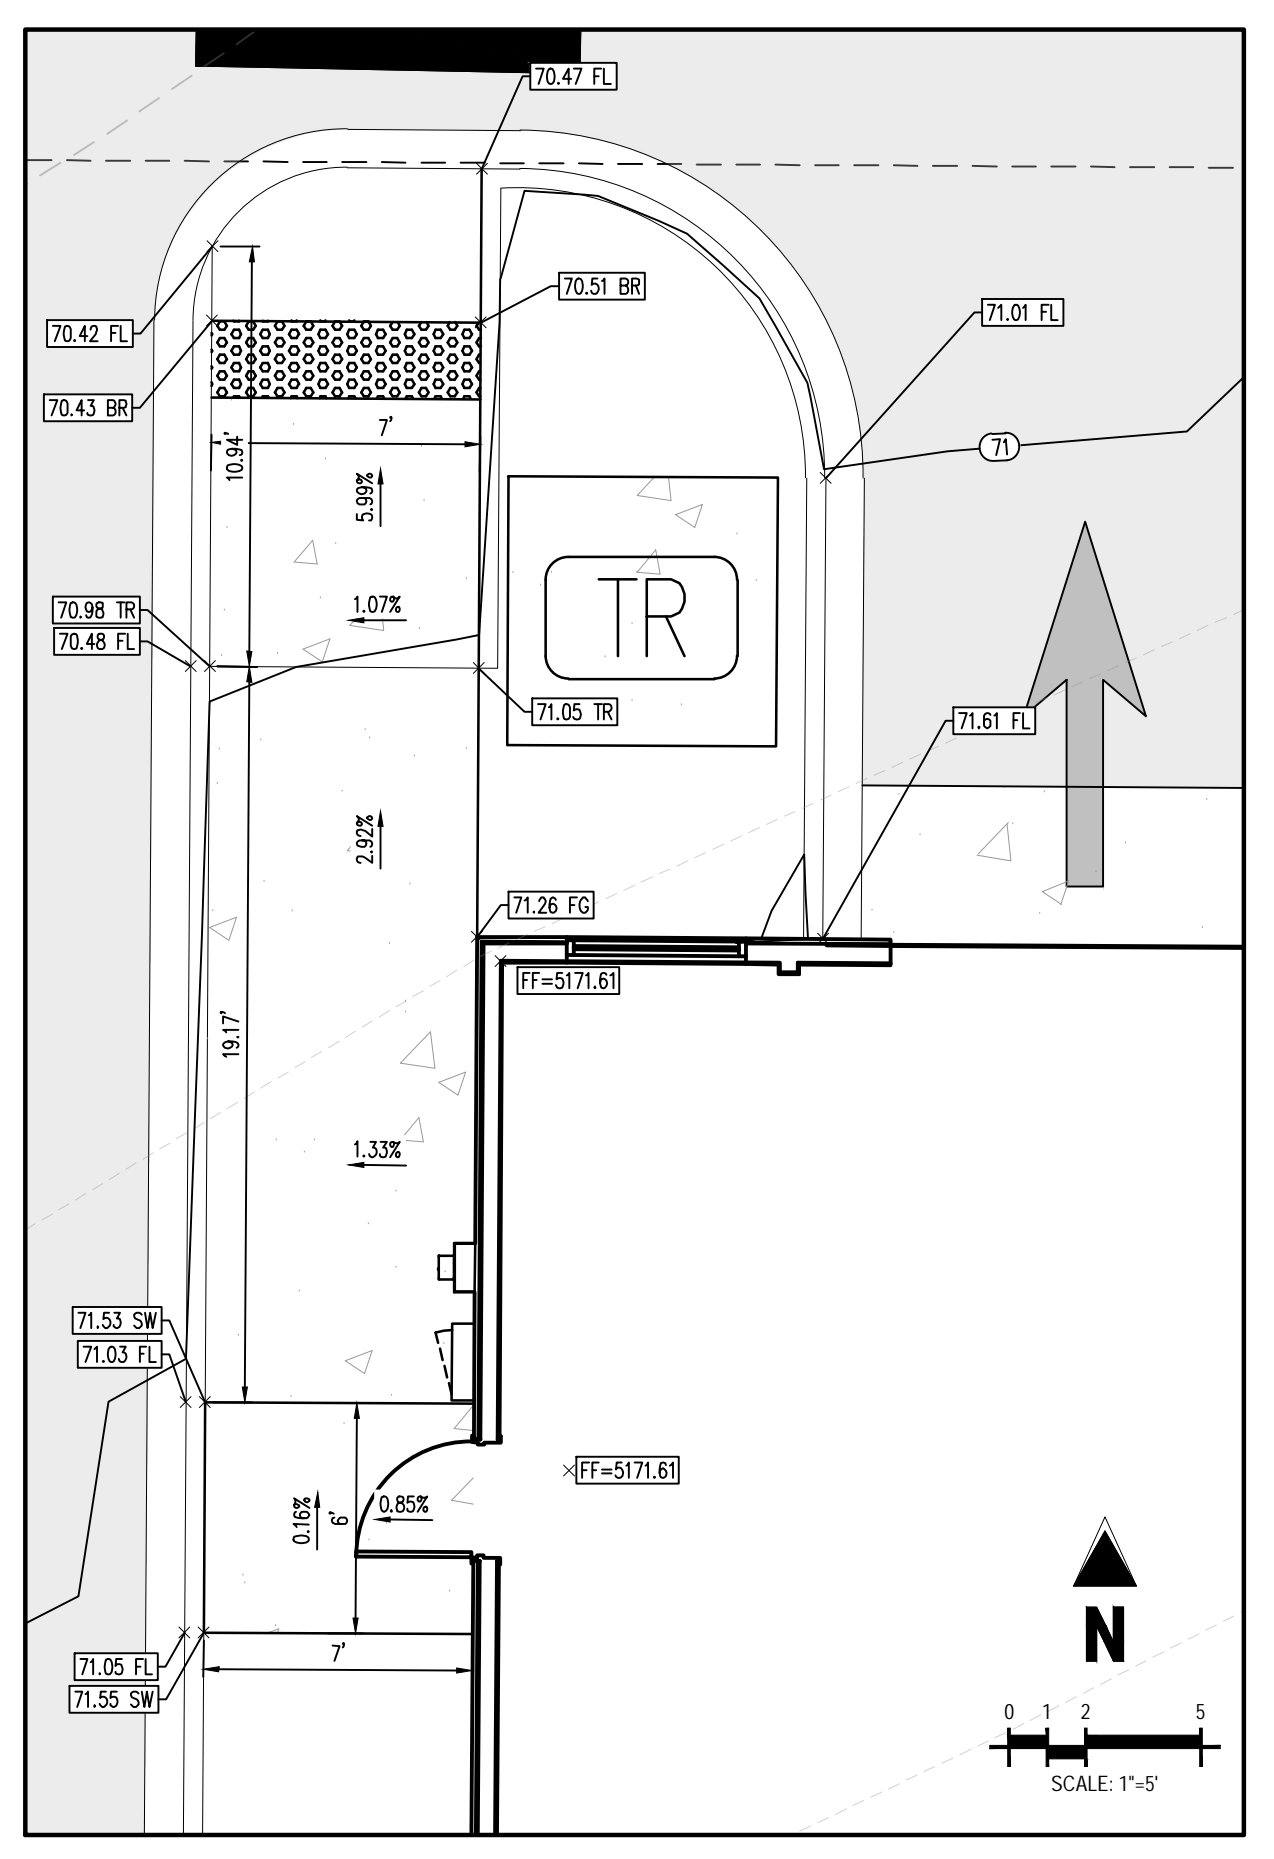 70.47 FL
70.51 BR
71.01 FL
70.42 FL
70.43 BR
7'
10.94'
71
5.99%
1.07%
TR
70.98 TR
70.48 FL
71.05 TR
71.61 FL
2.92%
71.26 FG
FF=5171.61
19.17'
1.33%
71.53 SW
71.03 FL
FF=5171.61
0.16%
6'
0.85%
N
71.05 FL
7'
71.55 SW
0 1 2 5
SCALE: 1"=5'